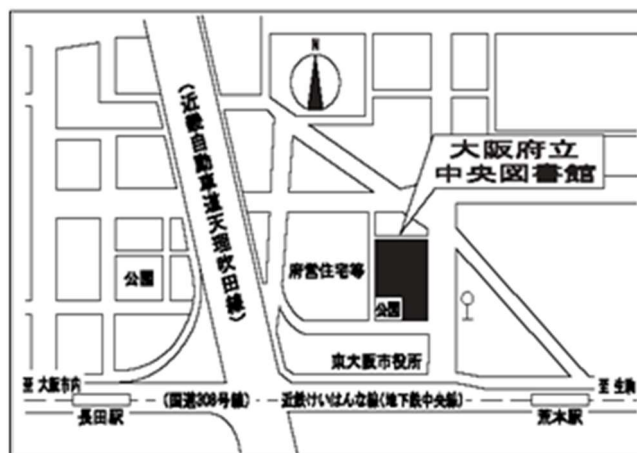 N
(近畿自動車道天理吹田線)
大阪府立
中央図書館
公園
府営住宅等
公園
東大阪市役所
至 大阪市内
至 生駒
長田駅
(国道308号線)
近鉄けいはんな線(地下鉄中央線)
荒本駅